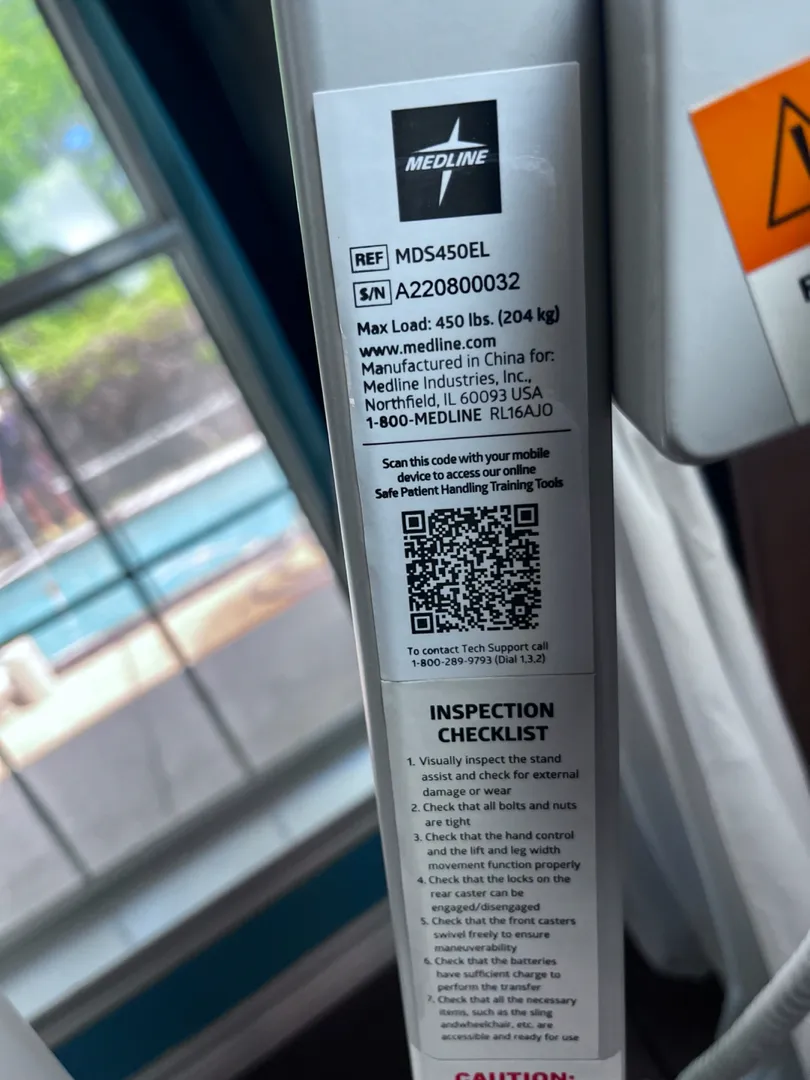 MEDLINE
REF MDS450EL
S/N A220800032
Max Load: 450 lbs. (204 kg)
www.medline.com
Manufactured in China for:
Medline Industries, Inc.,
Northfield, IL 60093 USA
1-800-MEDLINE RL16AJO
Scan this code with your mobile
device to access our online
Safe Patient Handling Training Tools
To contact Tech Support call
1-800-289-9793 (Dial 1,3,2)
INSPECTION
CHECKLIST
1. Visually inspect the stand
assist and check for external
damage or wear
2. Check that all bolts and nuts
are tight
3. Check that the hand control
and the lift and leg width
movement function properly
4. Check that the locks on the
rear caster can be
engaged/disengaged
5. Check that the front casters
swivel freely to ensure
maneuverability
6. Check that the batteries
have sufficient charge to
perform the transfer
7. Check that all the necessary
items, such as the sling
andwheelchair, etc. are
accessible and ready for use
CAUTION: